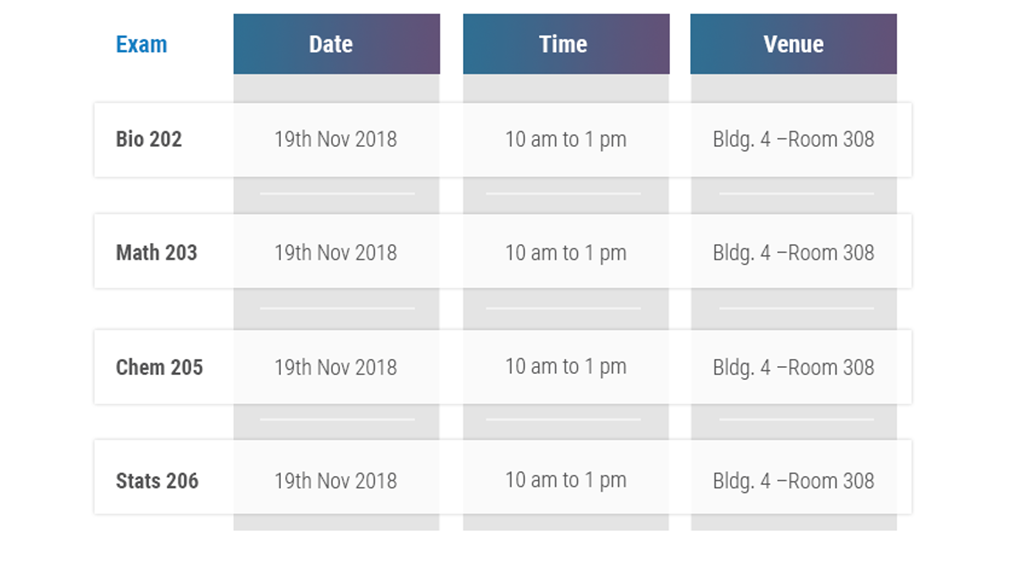 Exam Date Time Venue
Bio 202 19th Nov 2018 10 am to 1 pm Bldg. 4 –Room 308
Math 203 19th Nov 2018 10 am to 1 pm Bldg. 4 –Room 308
Chem 205 19th Nov 2018 10 am to 1 pm Bldg. 4 –Room 308
Stats 206 19th Nov 2018 10 am to 1 pm Bldg. 4 –Room 308